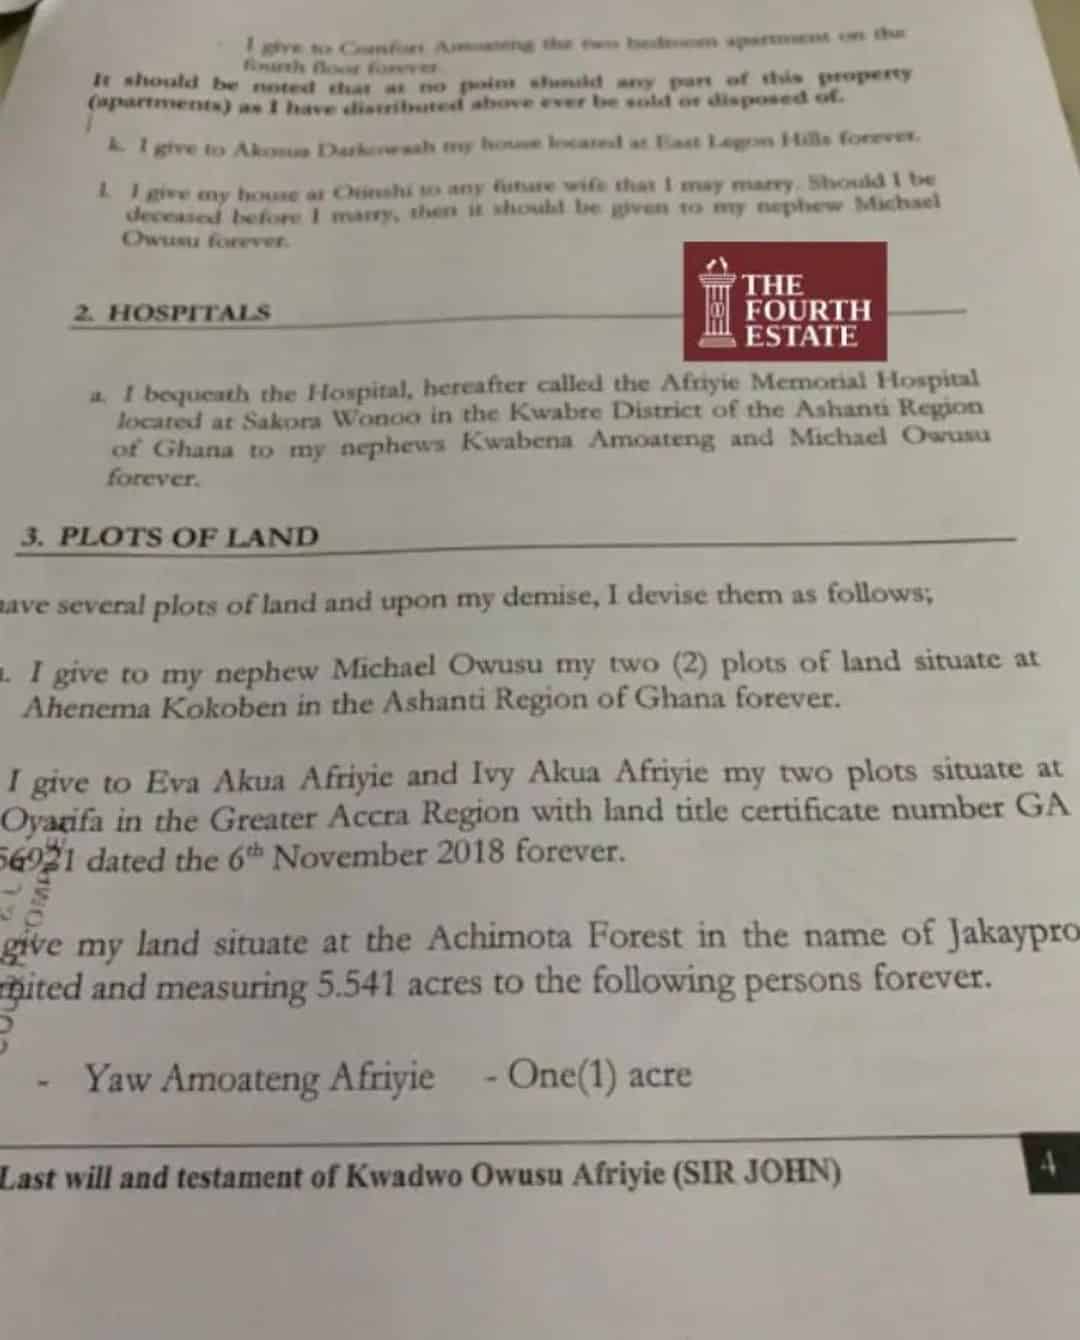 I give to Comfort Amoateng the two bedroom apartment on the
fourth floor forever.
It should be noted that at no point should any part of this property
(apartments) as I have distributed above ever be sold or disposed of.
k. I give to Akosua Darkowaah my house located at East Legon Hills forever.
l. I give my house at to any future wife that I may marry. Should I be
deceased before I marry, then it should be given to my nephew Michael
Owusu forever.
THE
FOURTH
ESTATE
2. HOSPITALS
a. I bequeath the Hospital, hereafter called the Afriyie Memorial Hospital
located at Sakora Wonoo in the Kwabre District of the Ashanti Region
of Ghana to my nephews Kwabena Amoateng and Michael Owusu
forever.
3. PLOTS OF LAND
ave several plots of land and upon my demise, I devise them as follows;
. I give to my nephew Michael Owusu my two (2) plots of land situate at
Ahenema Kokoben in the Ashanti Region of Ghana forever.
I give to Eva Akua Afriyie and Ivy Akua Afriyie my two plots situate at
Oyarifa in the Greater Accra Region with land title certificate number GA
56921 dated the 6th November 2018 forever.
give my land situate at the Achimota Forest in the name of Jakaypro
mited and measuring 5.541 acres to the following persons forever.
- Yaw Amoateng Afriyie - One(1) acre
Last will and testament of Kwadwo Owusu Afriyie (SIR JOHN)
4